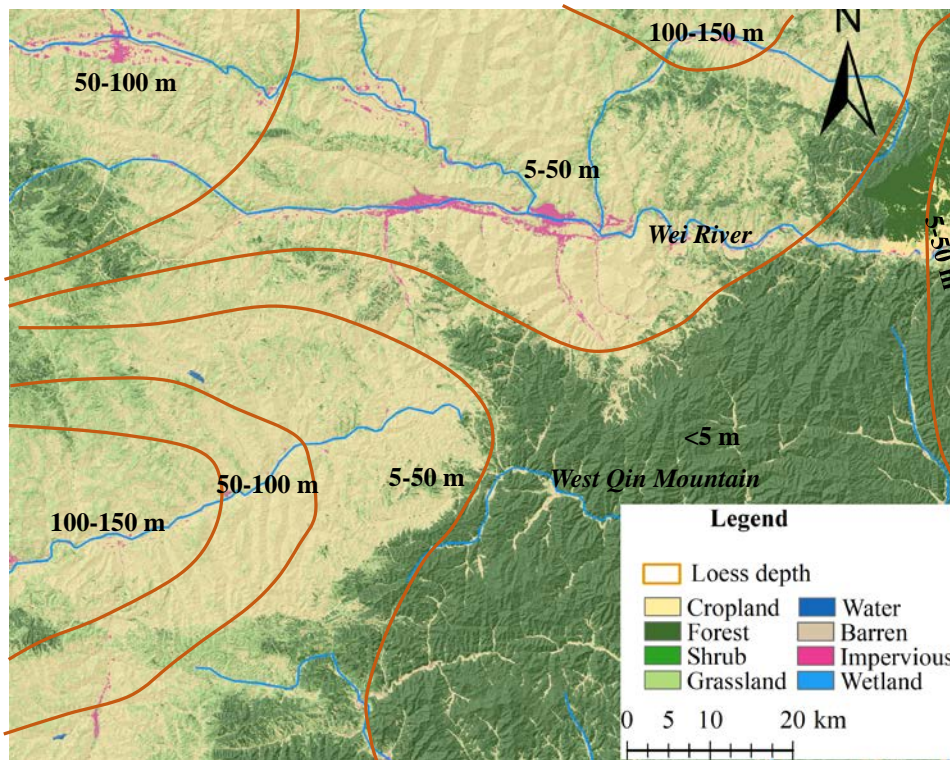 N
100-150 m
50-100 m
5-50 m
Wei River
5-50 m
<5 m
5-50 m
West Qin Mountain
50-100 m
100-150 m
Legend
Loess depth
Cropland Water
Forest Barren
Shrub Impervious
Grassland Wetland
0 5 10 20 km